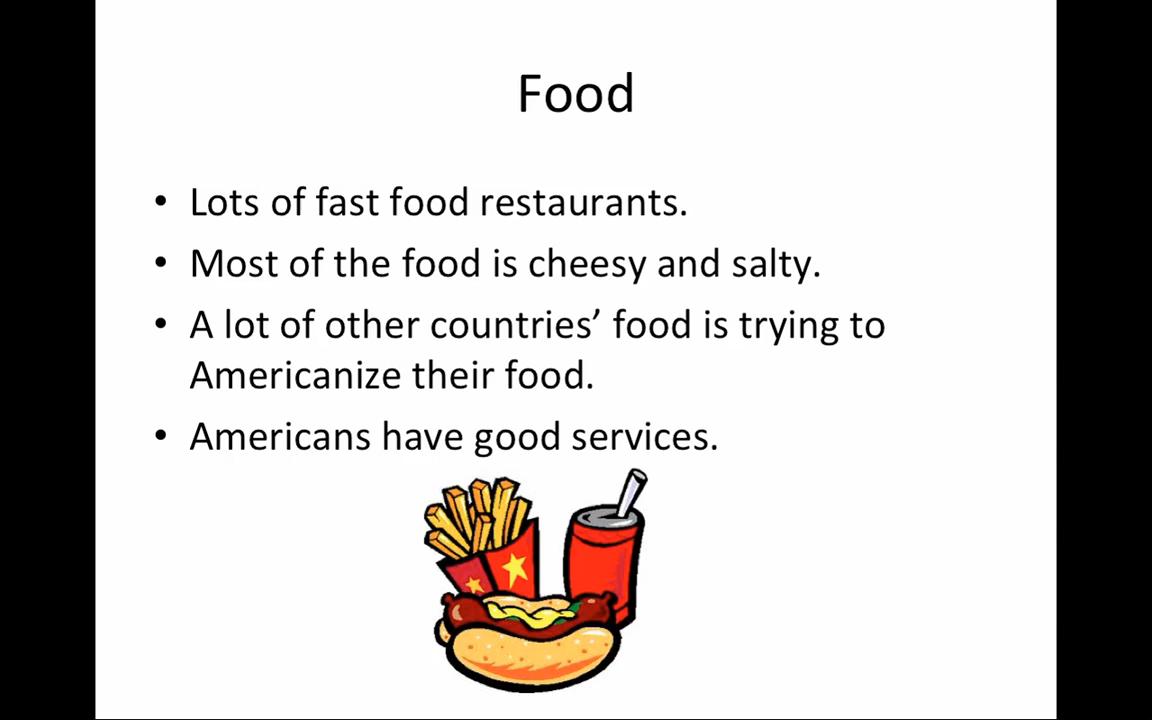 Food
• Lots of fast food restaurants.
• Most of the food is cheesy and salty.
• A lot of other countries’ food is trying to
Americanize their food.
• Americans have good services.